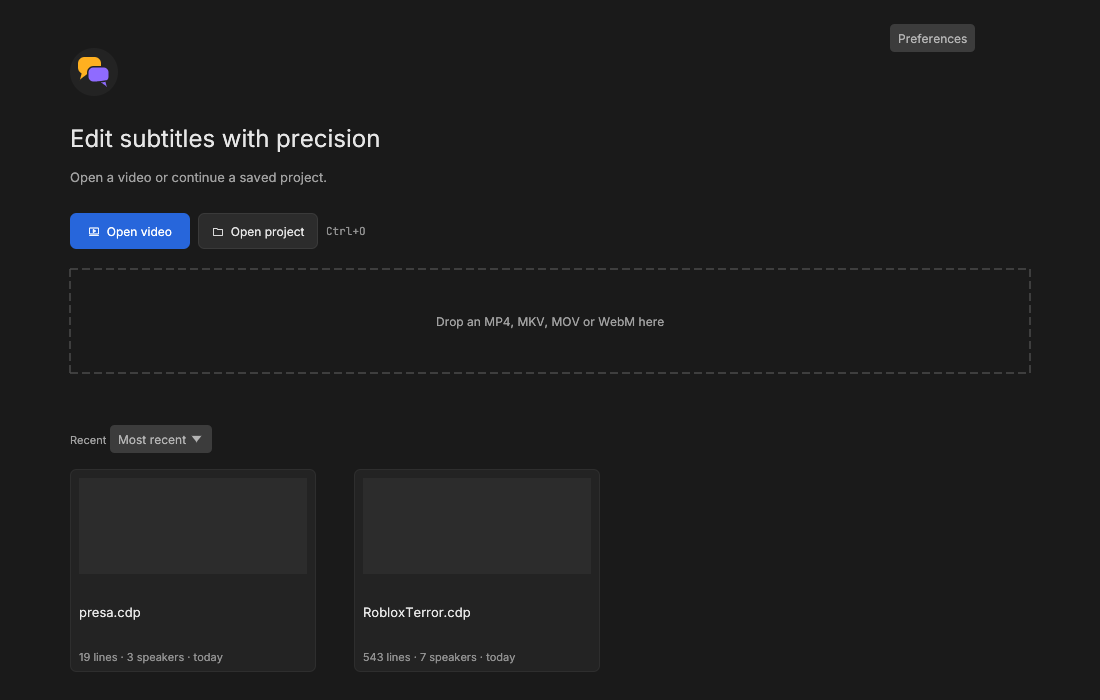 Preferences
Edit subtitles with precision
Open a video or continue a saved project.
Open video Open project Ctrl+O
Drop an MP4, MKV, MOV or WebM here
Recent Most recent
presa.cdp
19 lines · 3 speakers · today
RobloxTerror.cdp
543 lines · 7 speakers · today